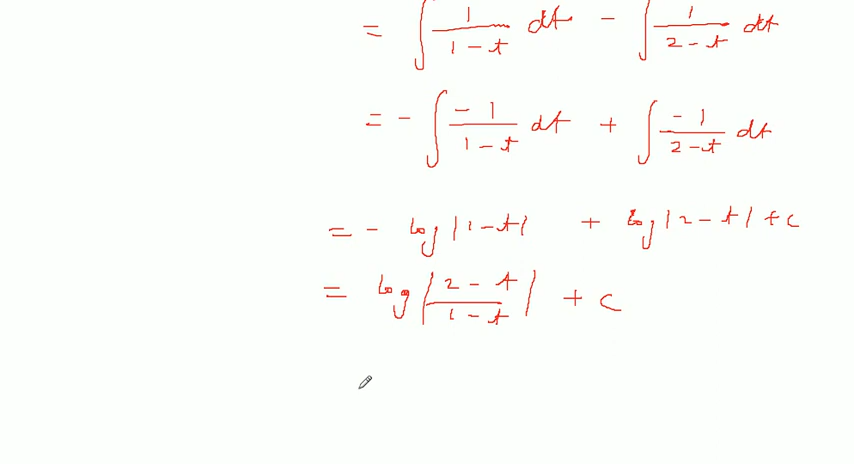 = ∫ 1/(1-t) dt - ∫ 1/(2-t) dt
= - ∫ -1/(1-t) dt + ∫ -1/(2-t) dt
= - log |1-t| + log |2-t| + c
= log | (2-t)/(1-t) | + c